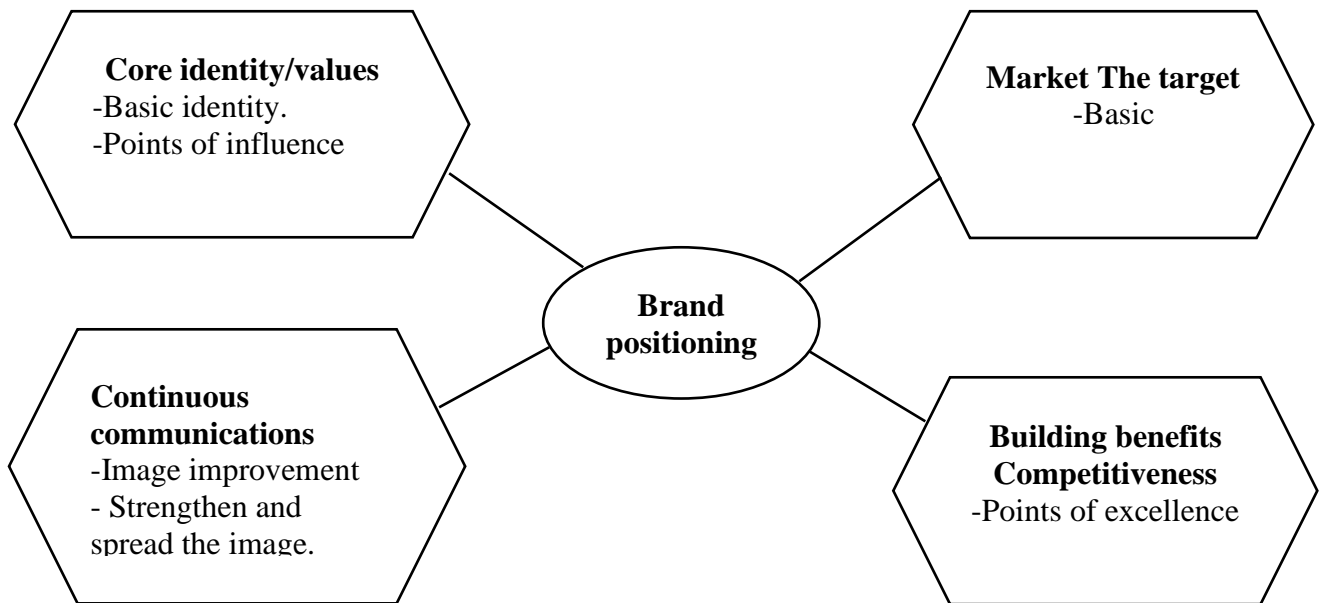 Core identity/values
-Basic identity.
-Points of influence
Market The target
-Basic
Brand
positioning
Continuous
communications
-Image improvement
- Strengthen and
spread the image.
Building benefits
Competitiveness
-Points of excellence